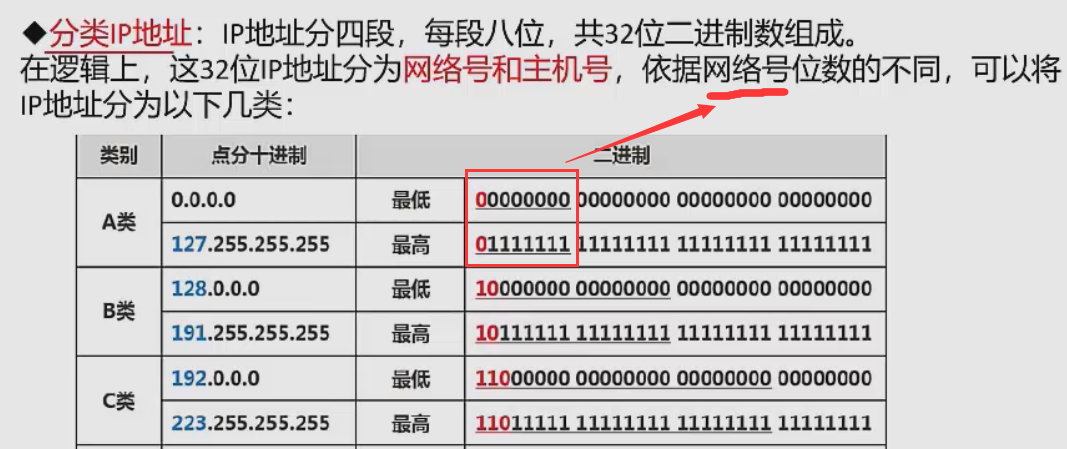 ◆分类IP地址：IP地址分四段，每段八位，共32位二进制数组成。
在逻辑上，这32位IP地址分为网络号和主机号，依据网络号位数的不同，可以将
IP地址分为以下几类：
类别 点分十进制 二进制
A类
0.0.0.0 最低 00000000 00000000 00000000 00000000
127.255.255.255 最高 01111111 11111111 11111111 11111111
B类
128.0.0.0 最低 10000000 00000000 00000000 00000000
191.255.255.255 最高 10111111 11111111 11111111 11111111
C类
192.0.0.0 最低 11000000 00000000 00000000 00000000
223.255.255.255 最高 11011111 11111111 11111111 11111111